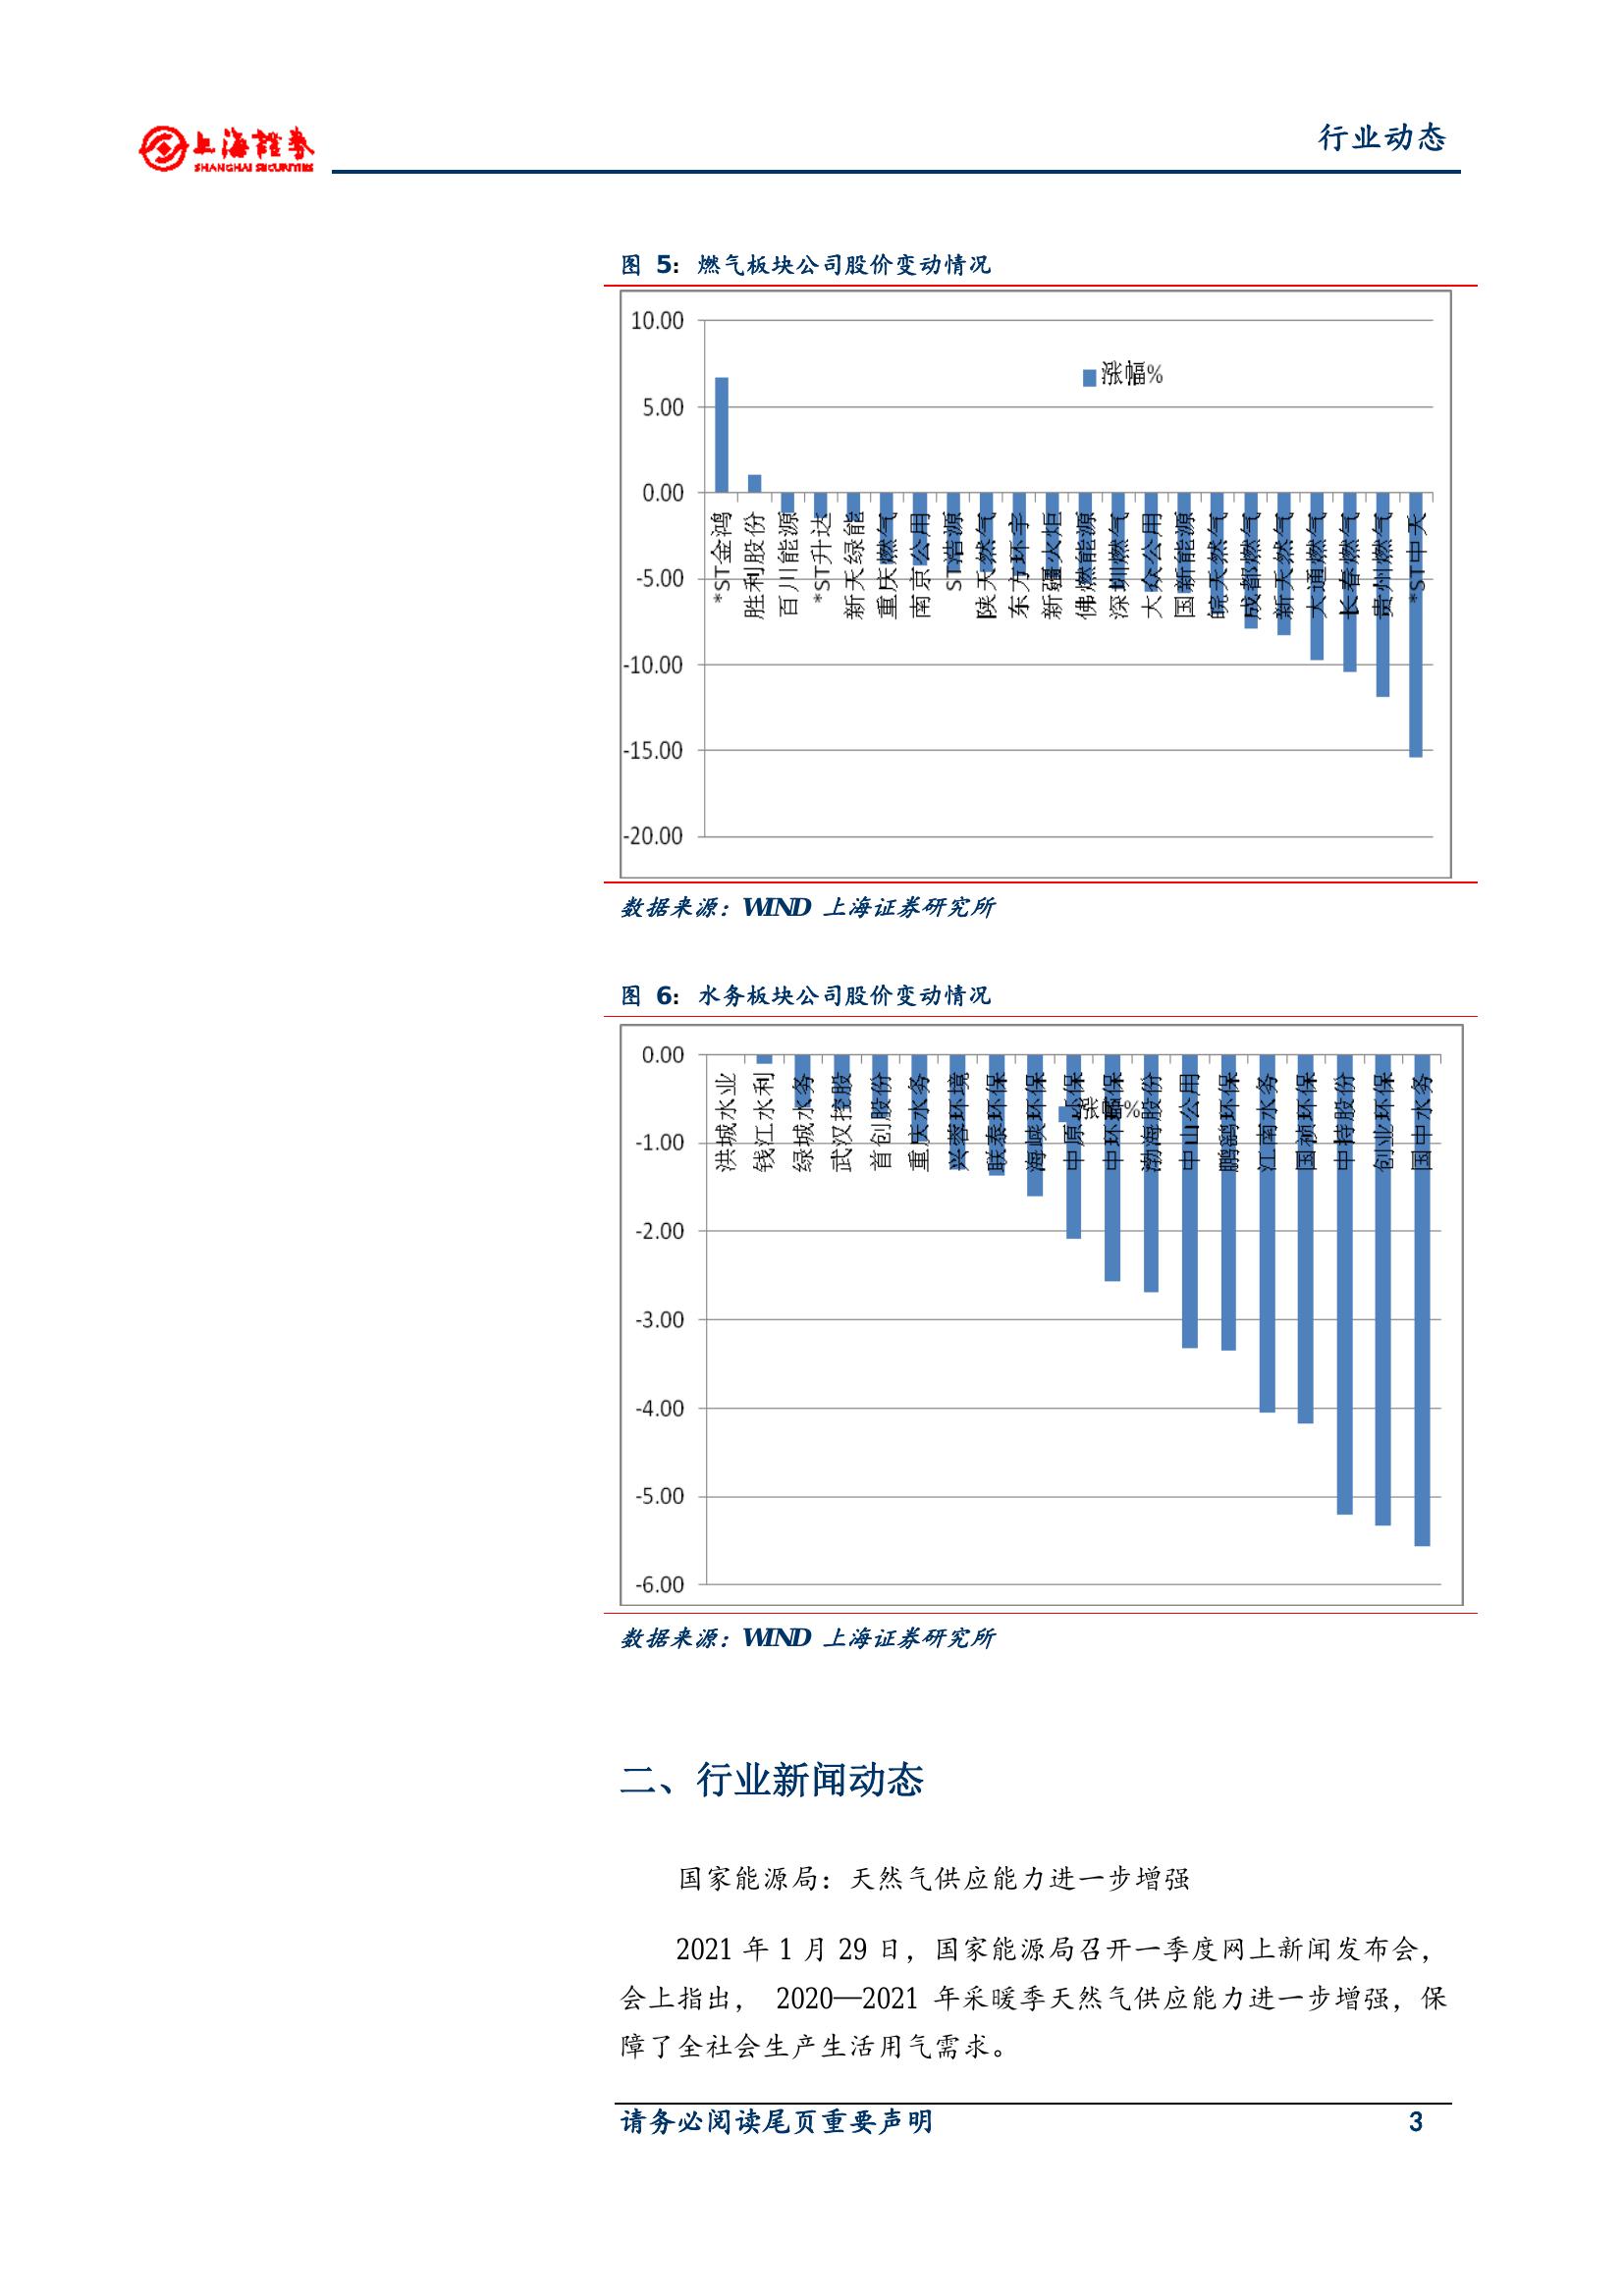 上海證券
SHANGHAI SECURITIES
行业动态
图 5: 燃气板块公司股价变动情况
10.00
5.00
0.00
-5.00
-10.00
-15.00
-20.00
涨幅%
*ST金鸿
胜利股份
百川能源
*ST升达
新天绿能
重庆燃气
南京公用
ST浩源
陕天然气
东方环宇
新疆火炬
佛燃能源
深圳燃气
大众公用
国新能源
皖天然气
成都燃气
新天然气
大通燃气
长春燃气
贵州燃气
*ST中天
数据来源: WIND 上海证券研究所
图 6: 水务板块公司股价变动情况
0.00
-1.00
-2.00
-3.00
-4.00
-5.00
-6.00
涨幅%
洪城水业
钱江水利
绿城水务
武汉控股
首创股份
重庆水务
兴蓉环境
联泰环保
海峡环保
中原环保
中环环保
渤海股份
中山公用
鹏鹞环保
江南水务
国祯环保
中持股份
创业环保
国中水务
数据来源: WIND 上海证券研究所
二、行业新闻动态
国家能源局: 天然气供应能力进一步增强
2021 年 1 月 29 日，国家能源局召开一季度网上新闻发布会，
会上指出， 2020—2021 年采暖季天然气供应能力进一步增强，保
障了全社会生产生活用气需求。
请务必阅读尾页重要声明
3